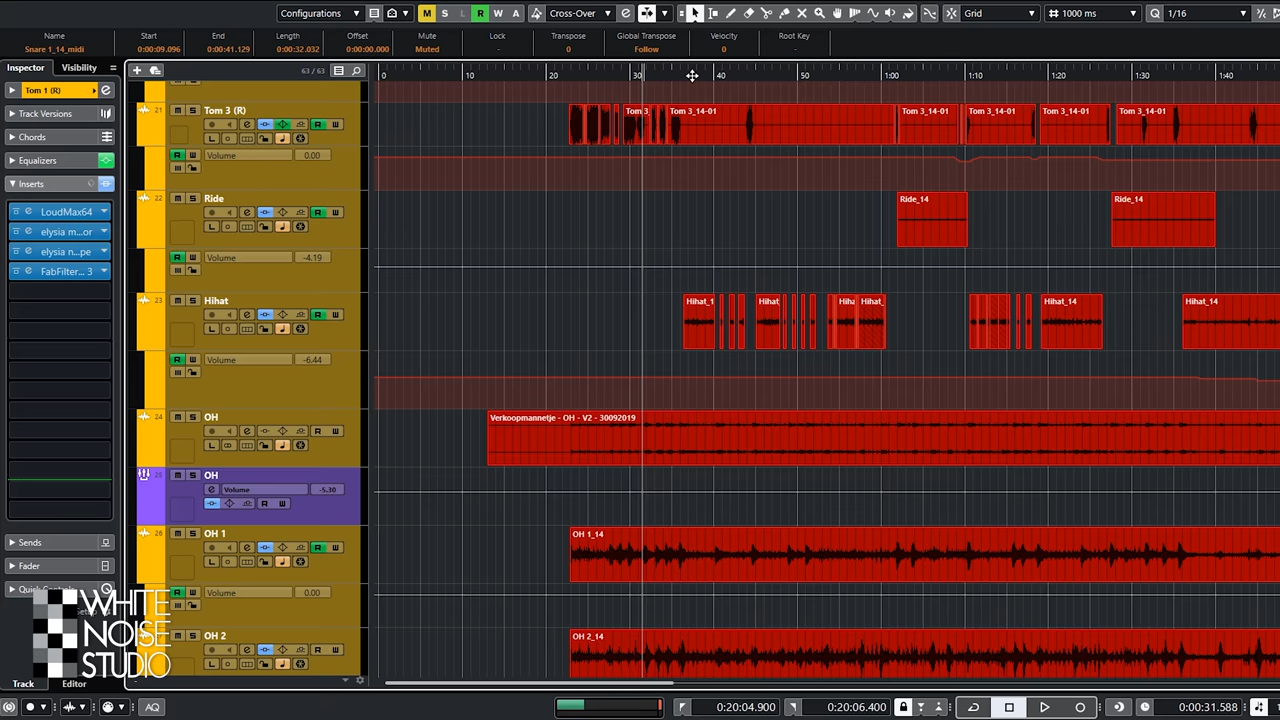 Configurations M S L R W A Cross-Over Grid 1000 ms 1/16
Name Start End Length Offset Mute Lock Transpose Global Transpose Velocity Root Key
Snare 1_14_midi 0:00:09.096 0:00:41.129 0:00:32.032 0:00:00.000 Muted - 0 Follow 0 -
Inspector Visibility 63 / 63 0 10 20 30 40 50 1:00 1:10 1:20 1:30 1:40
Tom 1 (R)
21 M S Tom 3 (R) Tom 3 Tom 3_14-01 Tom 3_14-01 Tom 3_14-01 Tom 3_14-01 Tom 3_14-01
Track Versions
R W
L
Chords
R W Volume 0.00
Equalizers
Inserts
22 M S Ride Ride_14 Ride_14
LoudMax64
R W
L
elysia m...or
elysia n...pe
R W Volume -4.19
FabFilter... 3
23 M S Hihat Hihat_1 Hihat Hiha Hihat_ Hihat_14 Hihat_14
R W
L
R W Volume -6.44
24 M S OH Verkoopmannetje - OH - V2 - 30092019
R W
L
25 M S OH
Volume -5.30
R W
26 M S OH 1 OH 1_14
Sends
R W
L
Fader
R W Volume 0.00
WHITE
NOISE
STUDIO
M S OH 2 OH 2_14
R W
L
Track Editor
AQ 0:20:04.900 0:20:06.400 0:00:31.588